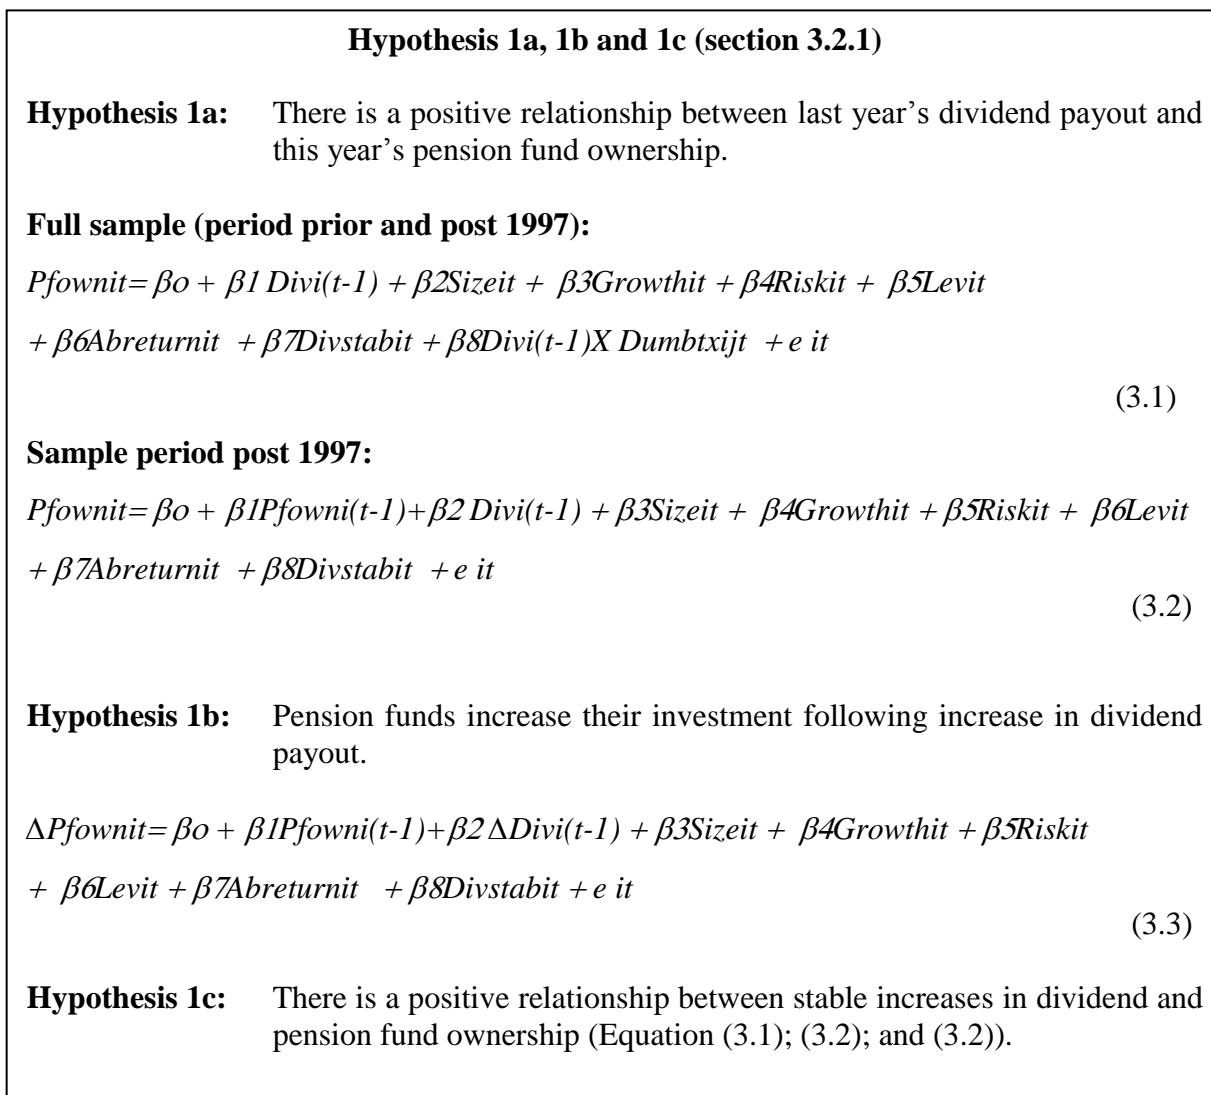 Hypothesis 1a, 1b and 1c (section 3.2.1)
Hypothesis 1a: There is a positive relationship between last year’s dividend payout and
this year’s pension fund ownership.
Full sample (period prior and post 1997):
Pfownit= βo + β1 Divi(t-1) + β2Sizeit + β3Growthit + β4Riskit + β5Levit
+ β6Abreturnit + β7Divstabit + β8Divi(t-1)X Dumbtxijt + e it
(3.1)
Sample period post 1997:
Pfownit= βo + β1Pfowni(t-1)+β2 Divi(t-1) + β3Sizeit + β4Growthit + β5Riskit + β6Levit
+ β7Abreturnit + β8Divstabit + e it
(3.2)
Hypothesis 1b: Pension funds increase their investment following increase in dividend
payout.
ΔPfownit= βo + β1Pfowni(t-1)+β2 ΔDivi(t-1) + β3Sizeit + β4Growthit + β5Riskit
+ β6Levit + β7Abreturnit + β8Divstabit + e it
(3.3)
Hypothesis 1c: There is a positive relationship between stable increases in dividend and
pension fund ownership (Equation (3.1); (3.2); and (3.2)).